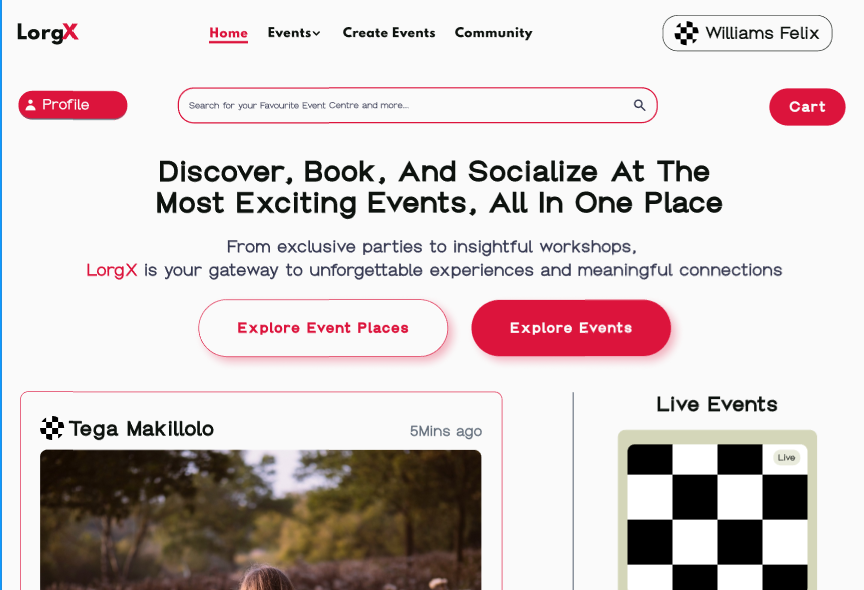 LorgX
Home Events Create Events Community
Williams Felix
Profile
Search for your Favourite Event Centre and more...
Cart
Discover, Book, And Socialize At The
Most Exciting Events, All In One Place
From exclusive parties to insightful workshops,
LorgX is your gateway to unforgettable experiences and meaningful connections
Explore Event Places
Explore Events
Tega Makillolo
5Mins ago
Live Events
Live